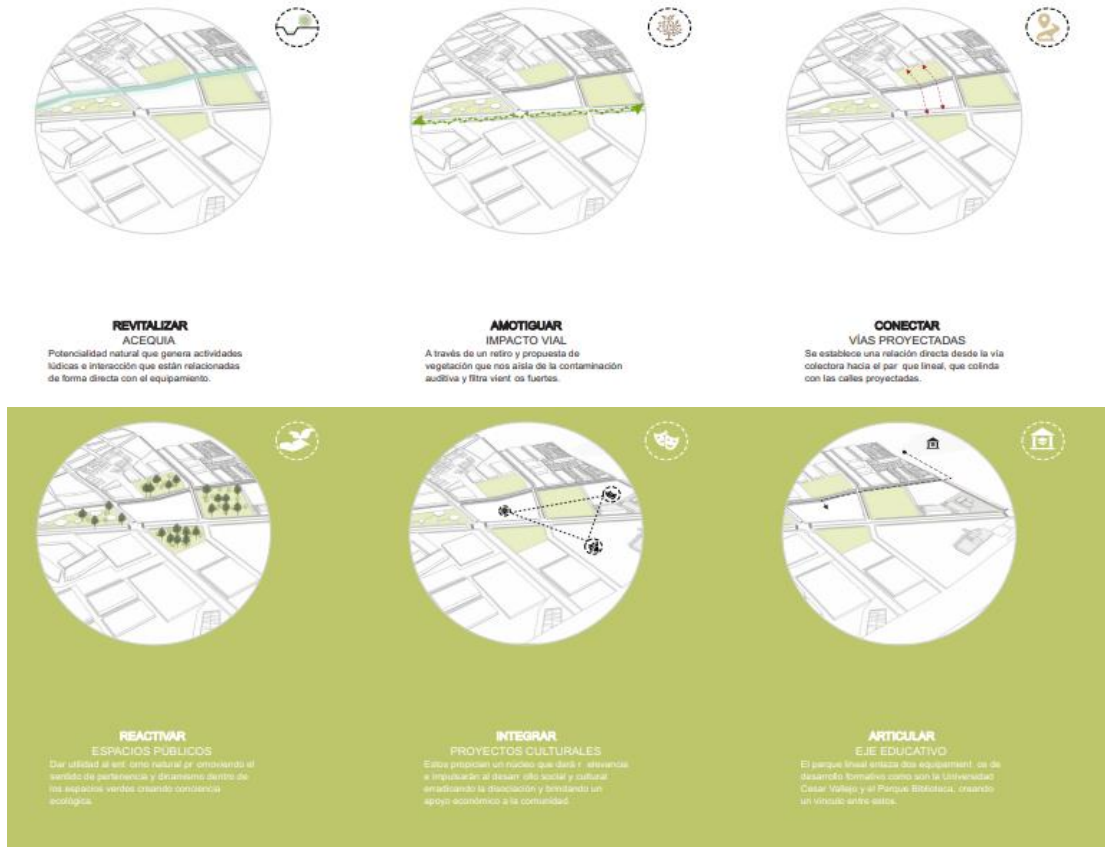 REVITALIZAR
ACEQUIA
Potencialidad natural que genera actividades
lúdicas e interacción que están relacionadas
de forma directa con el equipamiento.
AMOTIGUAR
IMPACTO VIAL
A través de un retiro y propuesta de
vegetación que nos aisla de la contaminación
auditiva y filtra vient os fuertes.
CONECTAR
VÍAS PROYECTADAS
Se establece una relación directa desde la vía
colectora hacia el par que lineal, que colinda
con las calles proyectadas.
REACTIVAR
ESPACIOS PÚBLICOS
Dar utilidad al ent orno natural pr omoviendo el
sentido de pertenencia y dinamismo dentro de
los espacios verdes creando conciencia
ecológica.
INTEGRAR
PROYECTOS CULTURALES
Estos propician un núcleo que dará r elevancia
e impulsarán al desarr ollo social y cultural
erradicando la disociación y brindando un
apoyo económico a la comunidad.
ARTICULAR
EJE EDUCATIVO
El parque lineal enlaza dos equipament os de
desarrollo formativo como son la Universidad
Cesar Vallejo y el Parque Biblioteca, creando
un vínculo entre estos.